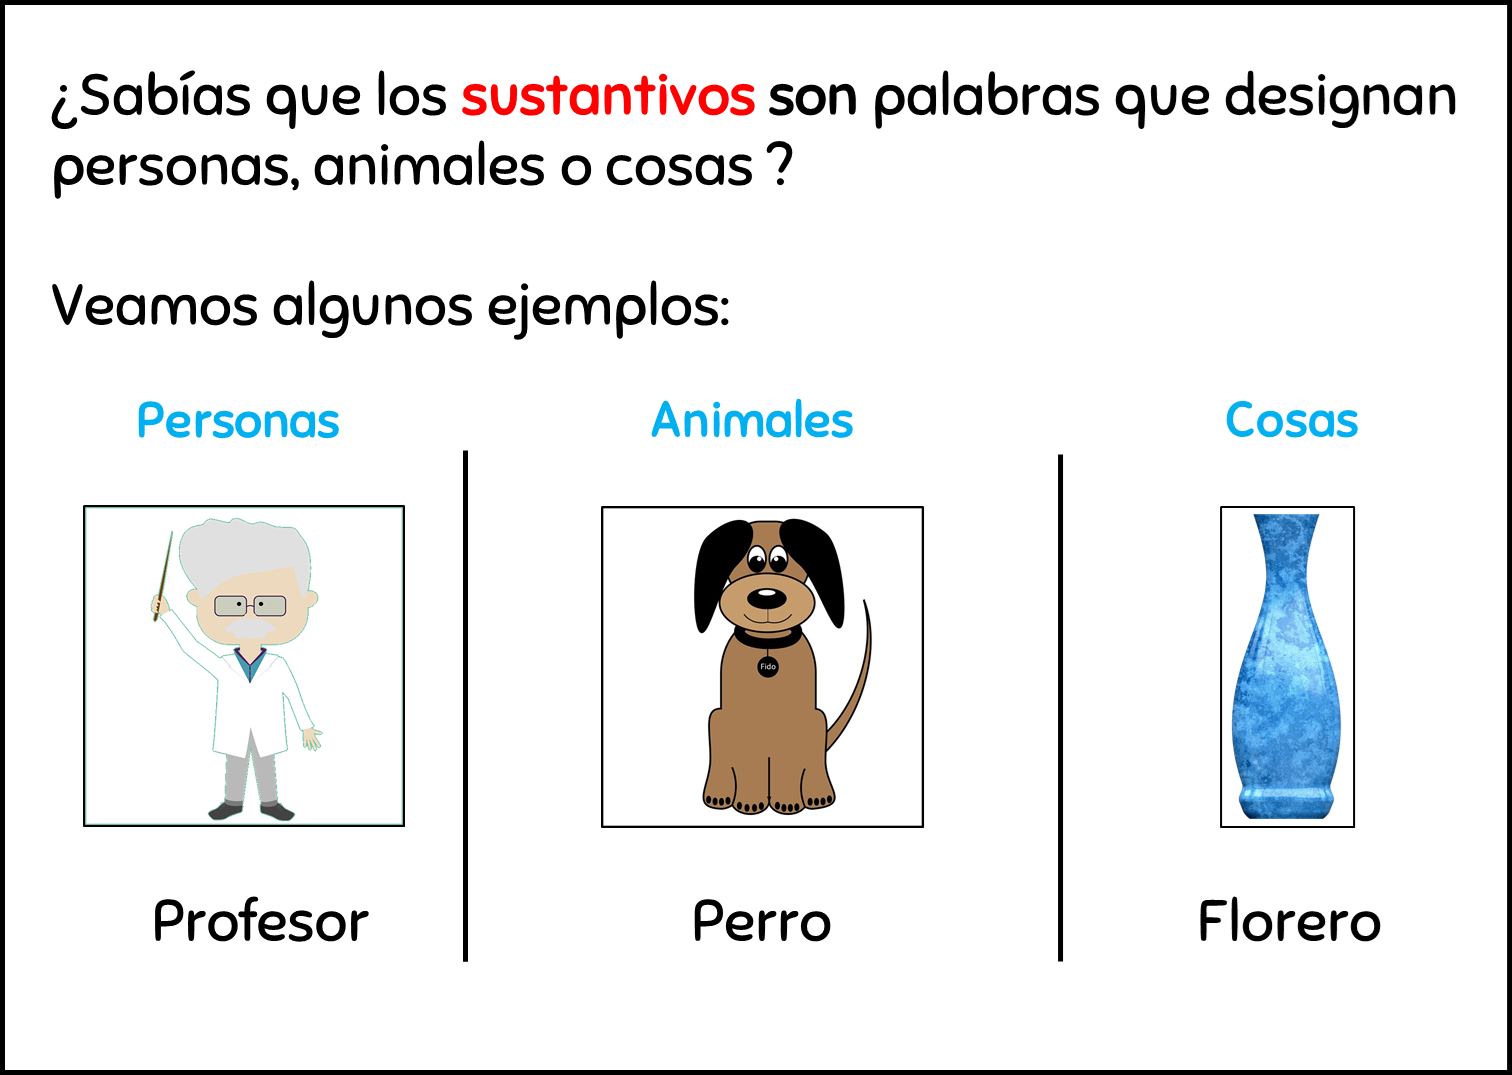 ¿Sabías que los sustantivos son palabras que designan
personas, animales o cosas ?
Veamos algunos ejemplos:
Personas
Animales
Cosas
Fido
Profesor
Perro
Florero